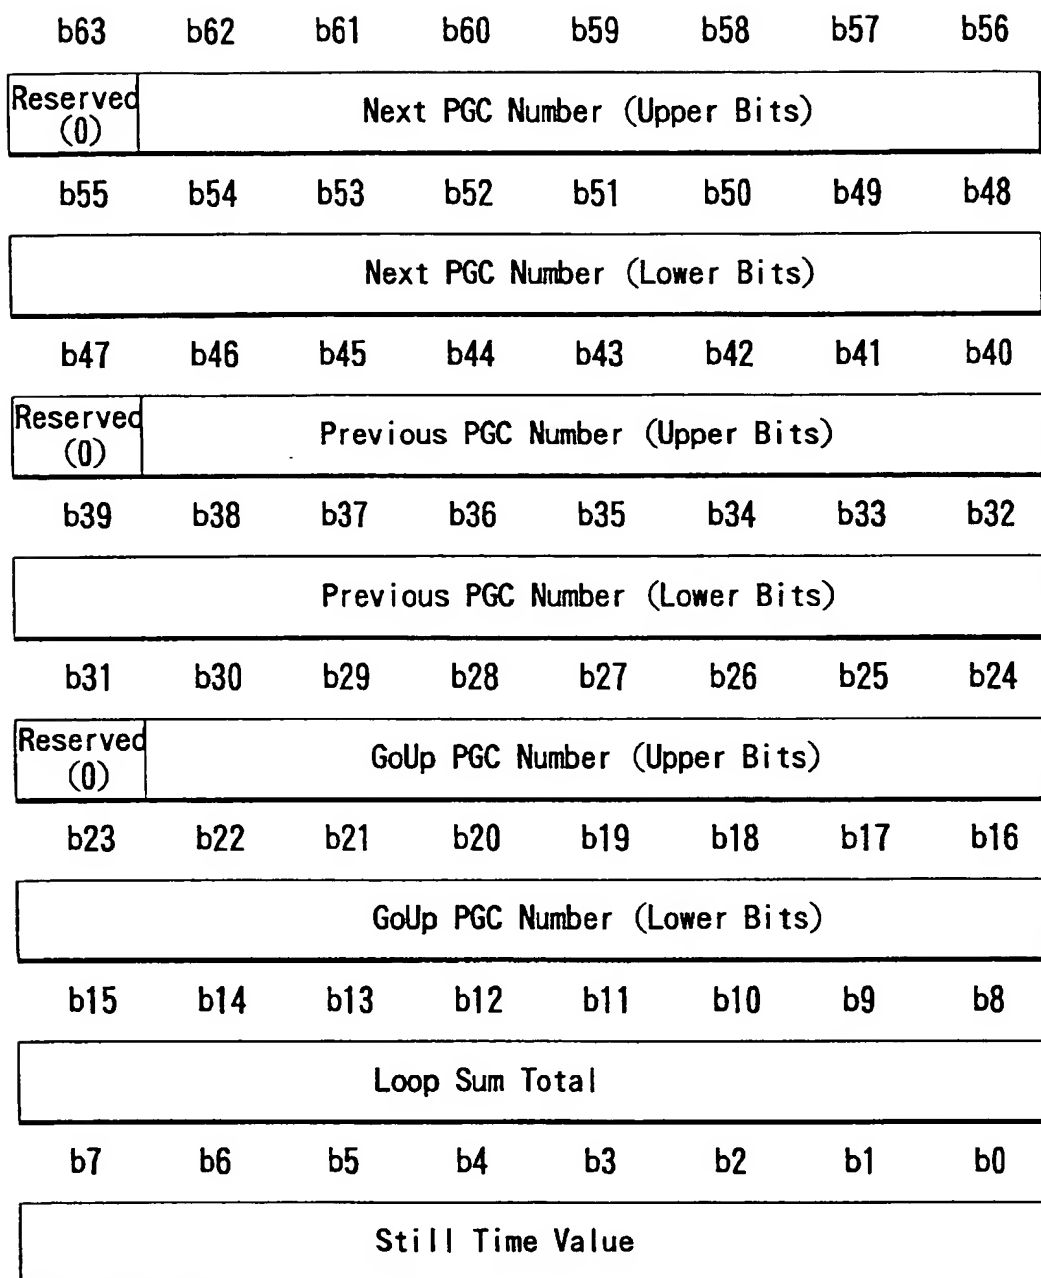 b63 b62 b61 b60 b59 b58 b57 b56
Reserved Next PGC Number (Upper Bits)
(0)
b55 b54 b53 b52 b51 b50 b49 b48
Next PGC Number (Lower Bits)
b47 b46 b45 b44 b43 b42 b41 b40
Reserved Previous PGC Number (Upper Bits)
(0)
b39 b38 b37 b36 b35 b34 b33 b32
Previous PGC Number (Lower Bits)
b31 b30 b29 b28 b27 b26 b25 b24
Reserved GoUp PGC Number (Upper Bits)
(0)
b23 b22 b21 b20 b19 b18 b17 b16
GoUp PGC Number (Lower Bits)
b15 b14 b13 b12 b11 b10 b9 b8
Loop Sum Total
b7 b6 b5 b4 b3 b2 b1 b0
Still Time Value